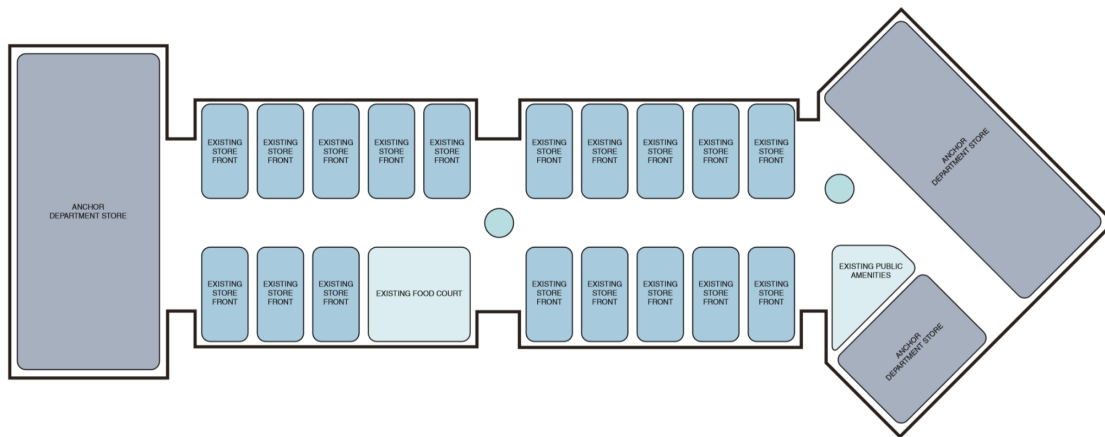 ANCHOR
DEPARTMENT STORE
EXISTING
STORE
FRONT
EXISTING
STORE
FRONT
EXISTING
STORE
FRONT
EXISTING
STORE
FRONT
EXISTING
STORE
FRONT
EXISTING
STORE
FRONT
EXISTING
STORE
FRONT
EXISTING
STORE
FRONT
EXISTING
STORE
FRONT
EXISTING
STORE
FRONT
ANCHOR
DEPARTMENT STORE
EXISTING
STORE
FRONT
EXISTING
STORE
FRONT
EXISTING
STORE
FRONT
EXISTING FOOD COURT
EXISTING
STORE
FRONT
EXISTING
STORE
FRONT
EXISTING
STORE
FRONT
EXISTING
STORE
FRONT
EXISTING
STORE
FRONT
EXISTING PUBLIC
AMENITIES
ANCHOR
DEPARTMENT STORE